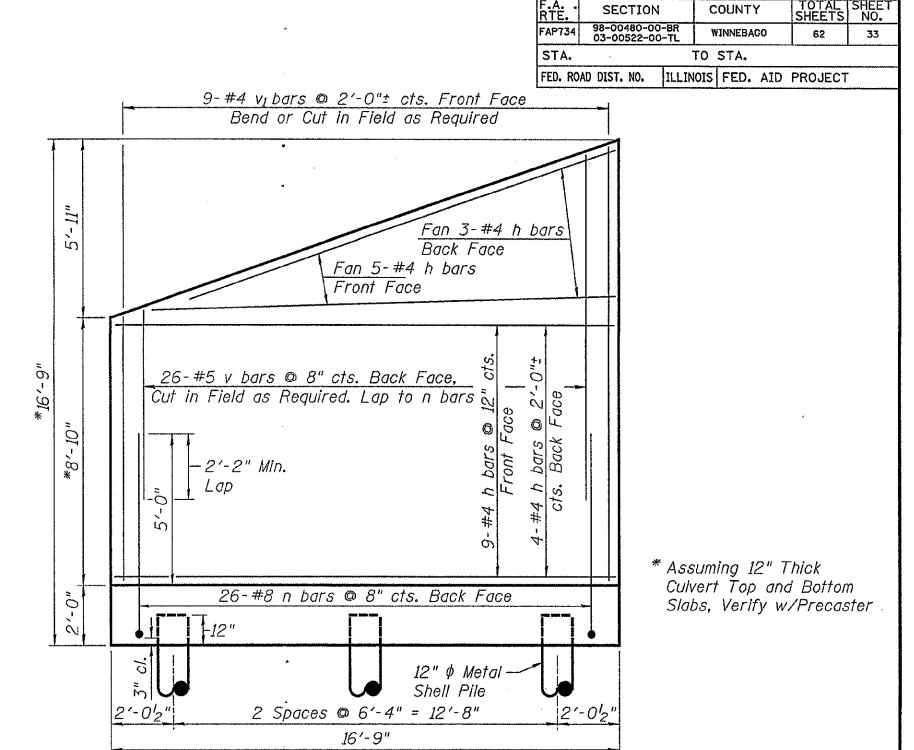 F.A. RTE. SECTION COUNTY TOTAL SHEETS SHEET NO.
FAP734 98-00480-00-BR 03-00522-00-TL WINNEBAGO 62 33
STA. TO STA.
FED. ROAD DIST. NO. ILLINOIS FED. AID PROJECT
9-#4 v1 bars @ 2'-0"± cts. Front Face
Bend or Cut in Field as Required
5'-11"
*16'-9"
*8'-10"
2'-0"
Fan 3-#4 h bars
Back Face
Fan 5-#4 h bars
Front Face
26-#5 v bars @ 8" cts. Back Face,
Cut in Field as Required. Lap to n bars
9-#4 h bars @ 12" cts.
Front Face
4-#4 h bars @ 2'-0"±
cts. Back Face
2'-2" Min.
Lap
5'-0"
* Assuming 12" Thick
Culvert Top and Bottom
Slabs, Verify w/Precaster
26-#8 n bars @ 8" cts. Back Face
12"
3" cl.
12" φ Metal
Shell Pile
2'-0½" 2 Spaces @ 6'-4" = 12'-8" 2'-0½"
16'-9"